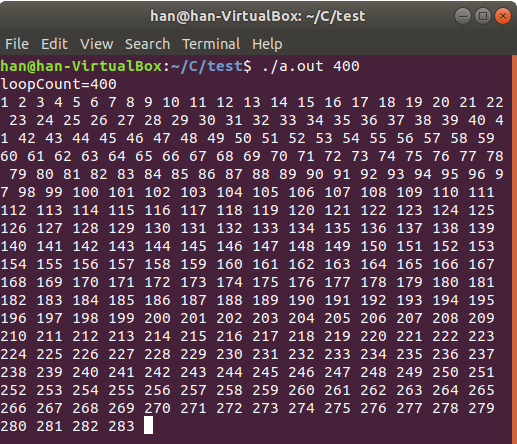 han@han-VirtualBox: ~/C/test
File Edit View Search Terminal Help
han@han-VirtualBox:~/C/test$ ./a.out 400
loopCount=400
1 2 3 4 5 6 7 8 9 10 11 12 13 14 15 16 17 18 19 20 21 22
 23 24 25 26 27 28 29 30 31 32 33 34 35 36 37 38 39 40 4
1 42 43 44 45 46 47 48 49 50 51 52 53 54 55 56 57 58 59
60 61 62 63 64 65 66 67 68 69 70 71 72 73 74 75 76 77 78
 79 80 81 82 83 84 85 86 87 88 89 90 91 92 93 94 95 96 9
7 98 99 100 101 102 103 104 105 106 107 108 109 110 111
112 113 114 115 116 117 118 119 120 121 122 123 124 125
126 127 128 129 130 131 132 133 134 135 136 137 138 139
140 141 142 143 144 145 146 147 148 149 150 151 152 153
154 155 156 157 158 159 160 161 162 163 164 165 166 167
168 169 170 171 172 173 174 175 176 177 178 179 180 181
182 183 184 185 186 187 188 189 190 191 192 193 194 195
196 197 198 199 200 201 202 203 204 205 206 207 208 209
210 211 212 213 214 215 216 217 218 219 220 221 222 223
224 225 226 227 228 229 230 231 232 233 234 235 236 237
238 239 240 241 242 243 244 245 246 247 248 249 250 251
252 253 254 255 256 257 258 259 260 261 262 263 264 265
266 267 268 269 270 271 272 273 274 275 276 277 278 279
280 281 282 283